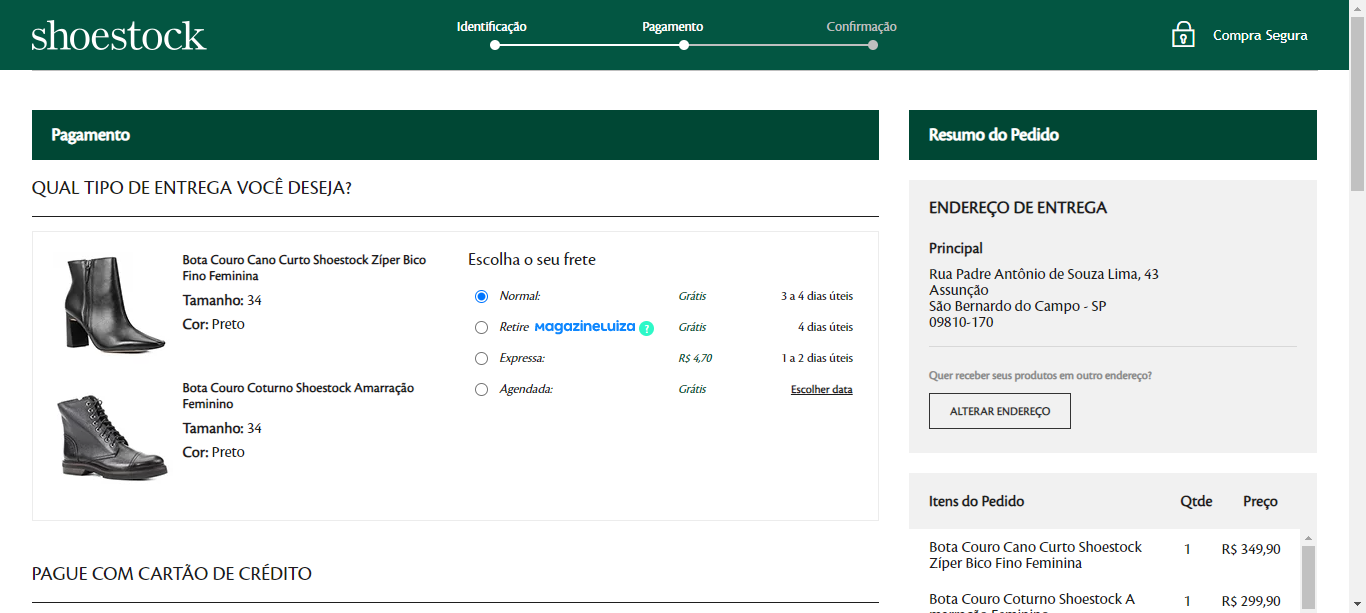 shoestock
Identificação
Pagamento
Confirmação
Compra Segura
Pagamento
QUAL TIPO DE ENTREGA VOCÊ DESEJA?
Bota Couro Cano Curto Shoestock Zíper Bico
Fino Feminina
Tamanho: 34
Cor: Preto
Bota Couro Coturno Shoestock Amarração
Feminino
Tamanho: 34
Cor: Preto
Escolha o seu frete
Normal: Grátis 3 a 4 dias úteis
Retire MagazineLuiza ? Grátis 4 dias úteis
Expressa: R$ 4,70 1 a 2 dias úteis
Agendada: Grátis Escolher data
PAGUE COM CARTÃO DE CRÉDITO
Resumo do Pedido
ENDEREÇO DE ENTREGA
Principal
Rua Padre Antônio de Souza Lima, 43
Assunção
São Bernardo do Campo - SP
09810-170
Quer receber seus produtos em outro endereço?
ALTERAR ENDEREÇO
Itens do Pedido Qtde Preço
Bota Couro Cano Curto Shoestock 1 R$ 349,90
Zíper Bico Fino Feminina
Bota Couro Coturno Shoestock A 1 R$ 299,90
marração Feminino